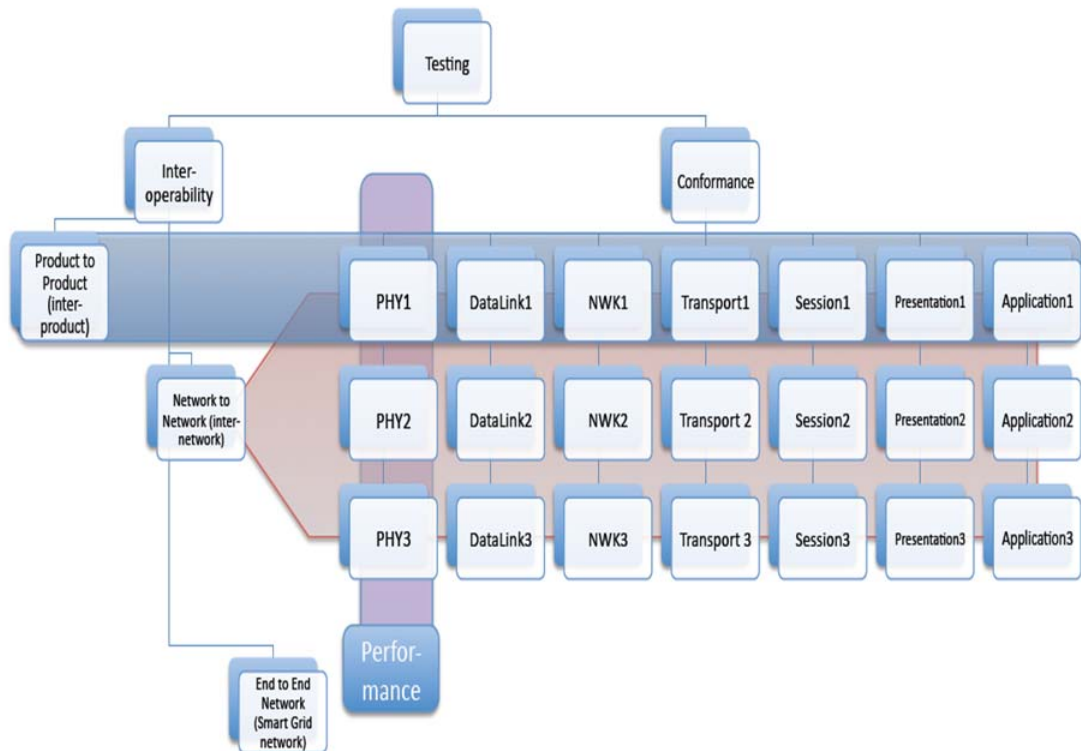 Testing
Inter-
operability
Conformance
Product to
Product
(inter-
product)
PHY1
DataLink1
NWK1
Transport1
Session1
Presentation1
Application1
Network to
Network (inter-
network)
PHY2
DataLink2
NWK2
Transport 2
Session2
Presentation2
Application2
PHY3
DataLink3
NWK3
Transport 3
Session3
Presentation3
Application3
Perfor-
mance
End to End
Network
(Smart Grid
network)